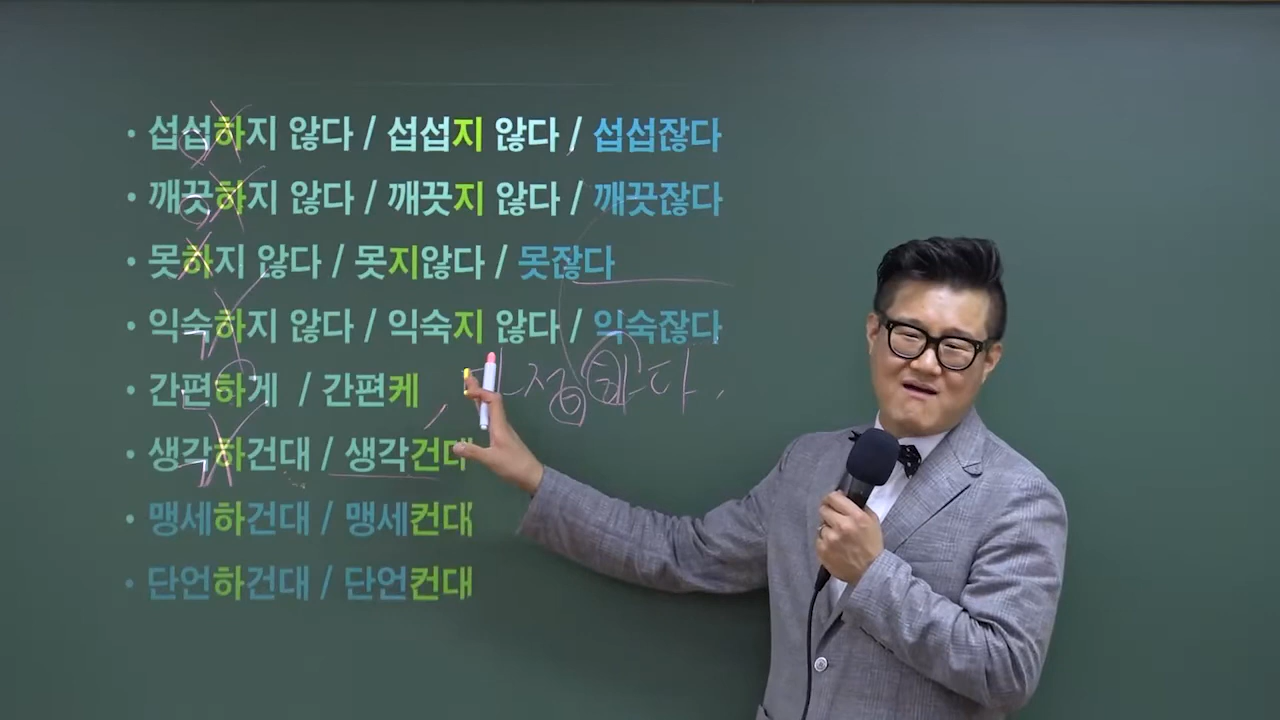 · 섭섭하지 않다 / 섭섭지 않다 / 섭섭잖다
· 깨끗하지 않다 / 깨끗지 않다 / 깨끗잖다
· 못하지 않다 / 못지않다 / 못잖다
· 익숙하지 않다 / 익숙지 않다 / 익숙잖다
· 간편하게 / 간편케
· 생각하건대 / 생각건대
· 맹세하건대 / 맹세컨대
· 단언하건대 / 단언컨대